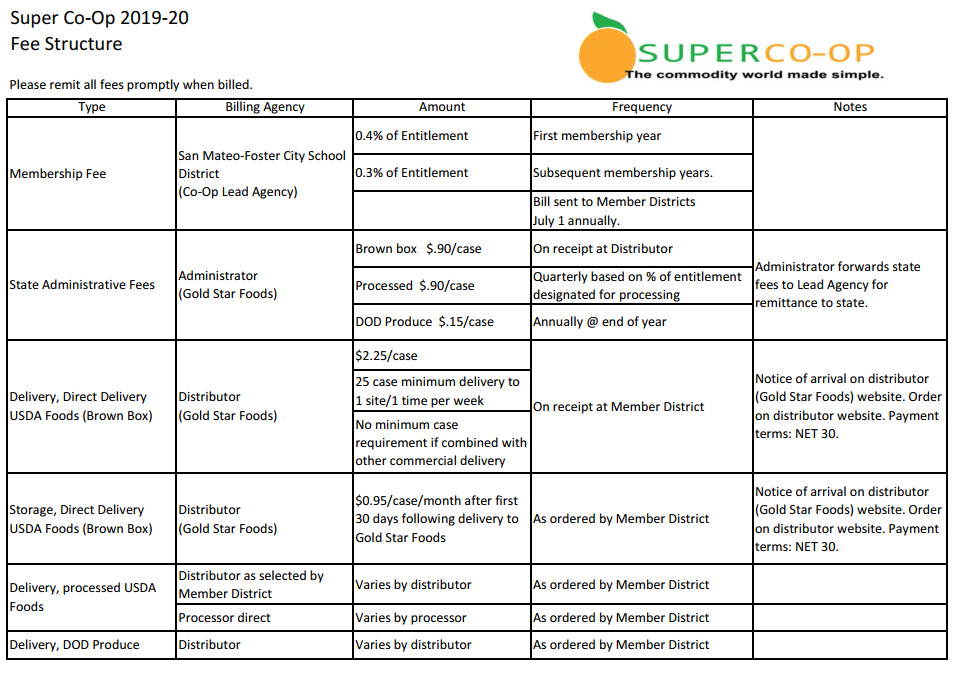 Super Co-Op 2019-20
Fee Structure
SUPERCO-OP
The commodity world made simple.
Please remit all fees promptly when billed.
Type
Billing Agency
Amount
Frequency
Notes
Membership Fee
San Mateo-Foster City School
District
(Co-Op Lead Agency)
0.4% of Entitlement
First membership year
0.3% of Entitlement
Subsequent membership years.
Bill sent to Member Districts
July 1 annually.
State Administrative Fees
Administrator
(Gold Star Foods)
Brown box $.90/case
On receipt at Distributor
Processed $.90/case
Quarterly based on % of entitlement
designated for processing
DOD Produce $.15/case
Annually @ end of year
Administrator forwards state
fees to Lead Agency for
remittance to state.
Delivery, Direct Delivery
USDA Foods (Brown Box)
Distributor
(Gold Star Foods)
$2.25/case
25 case minimum delivery to
1 site/1 time per week
No minimum case
requirement if combined with
other commercial delivery
On receipt at Member District
Notice of arrival on distributor
(Gold Star Foods) website. Order
on distributor website. Payment
terms: NET 30.
Storage, Direct Delivery
USDA Foods (Brown Box)
Distributor
(Gold Star Foods)
$0.95/case/month after first
30 days following delivery to
Gold Star Foods
As ordered by Member District
Notice of arrival on distributor
(Gold Star Foods) website. Order
on distributor website. Payment
terms: NET 30.
Delivery, processed USDA
Foods
Distributor as selected by
Member District
Varies by distributor
As ordered by Member District
Processor direct
Varies by processor
As ordered by Member District
Delivery, DOD Produce
Distributor
Varies by distributor
As ordered by Member District